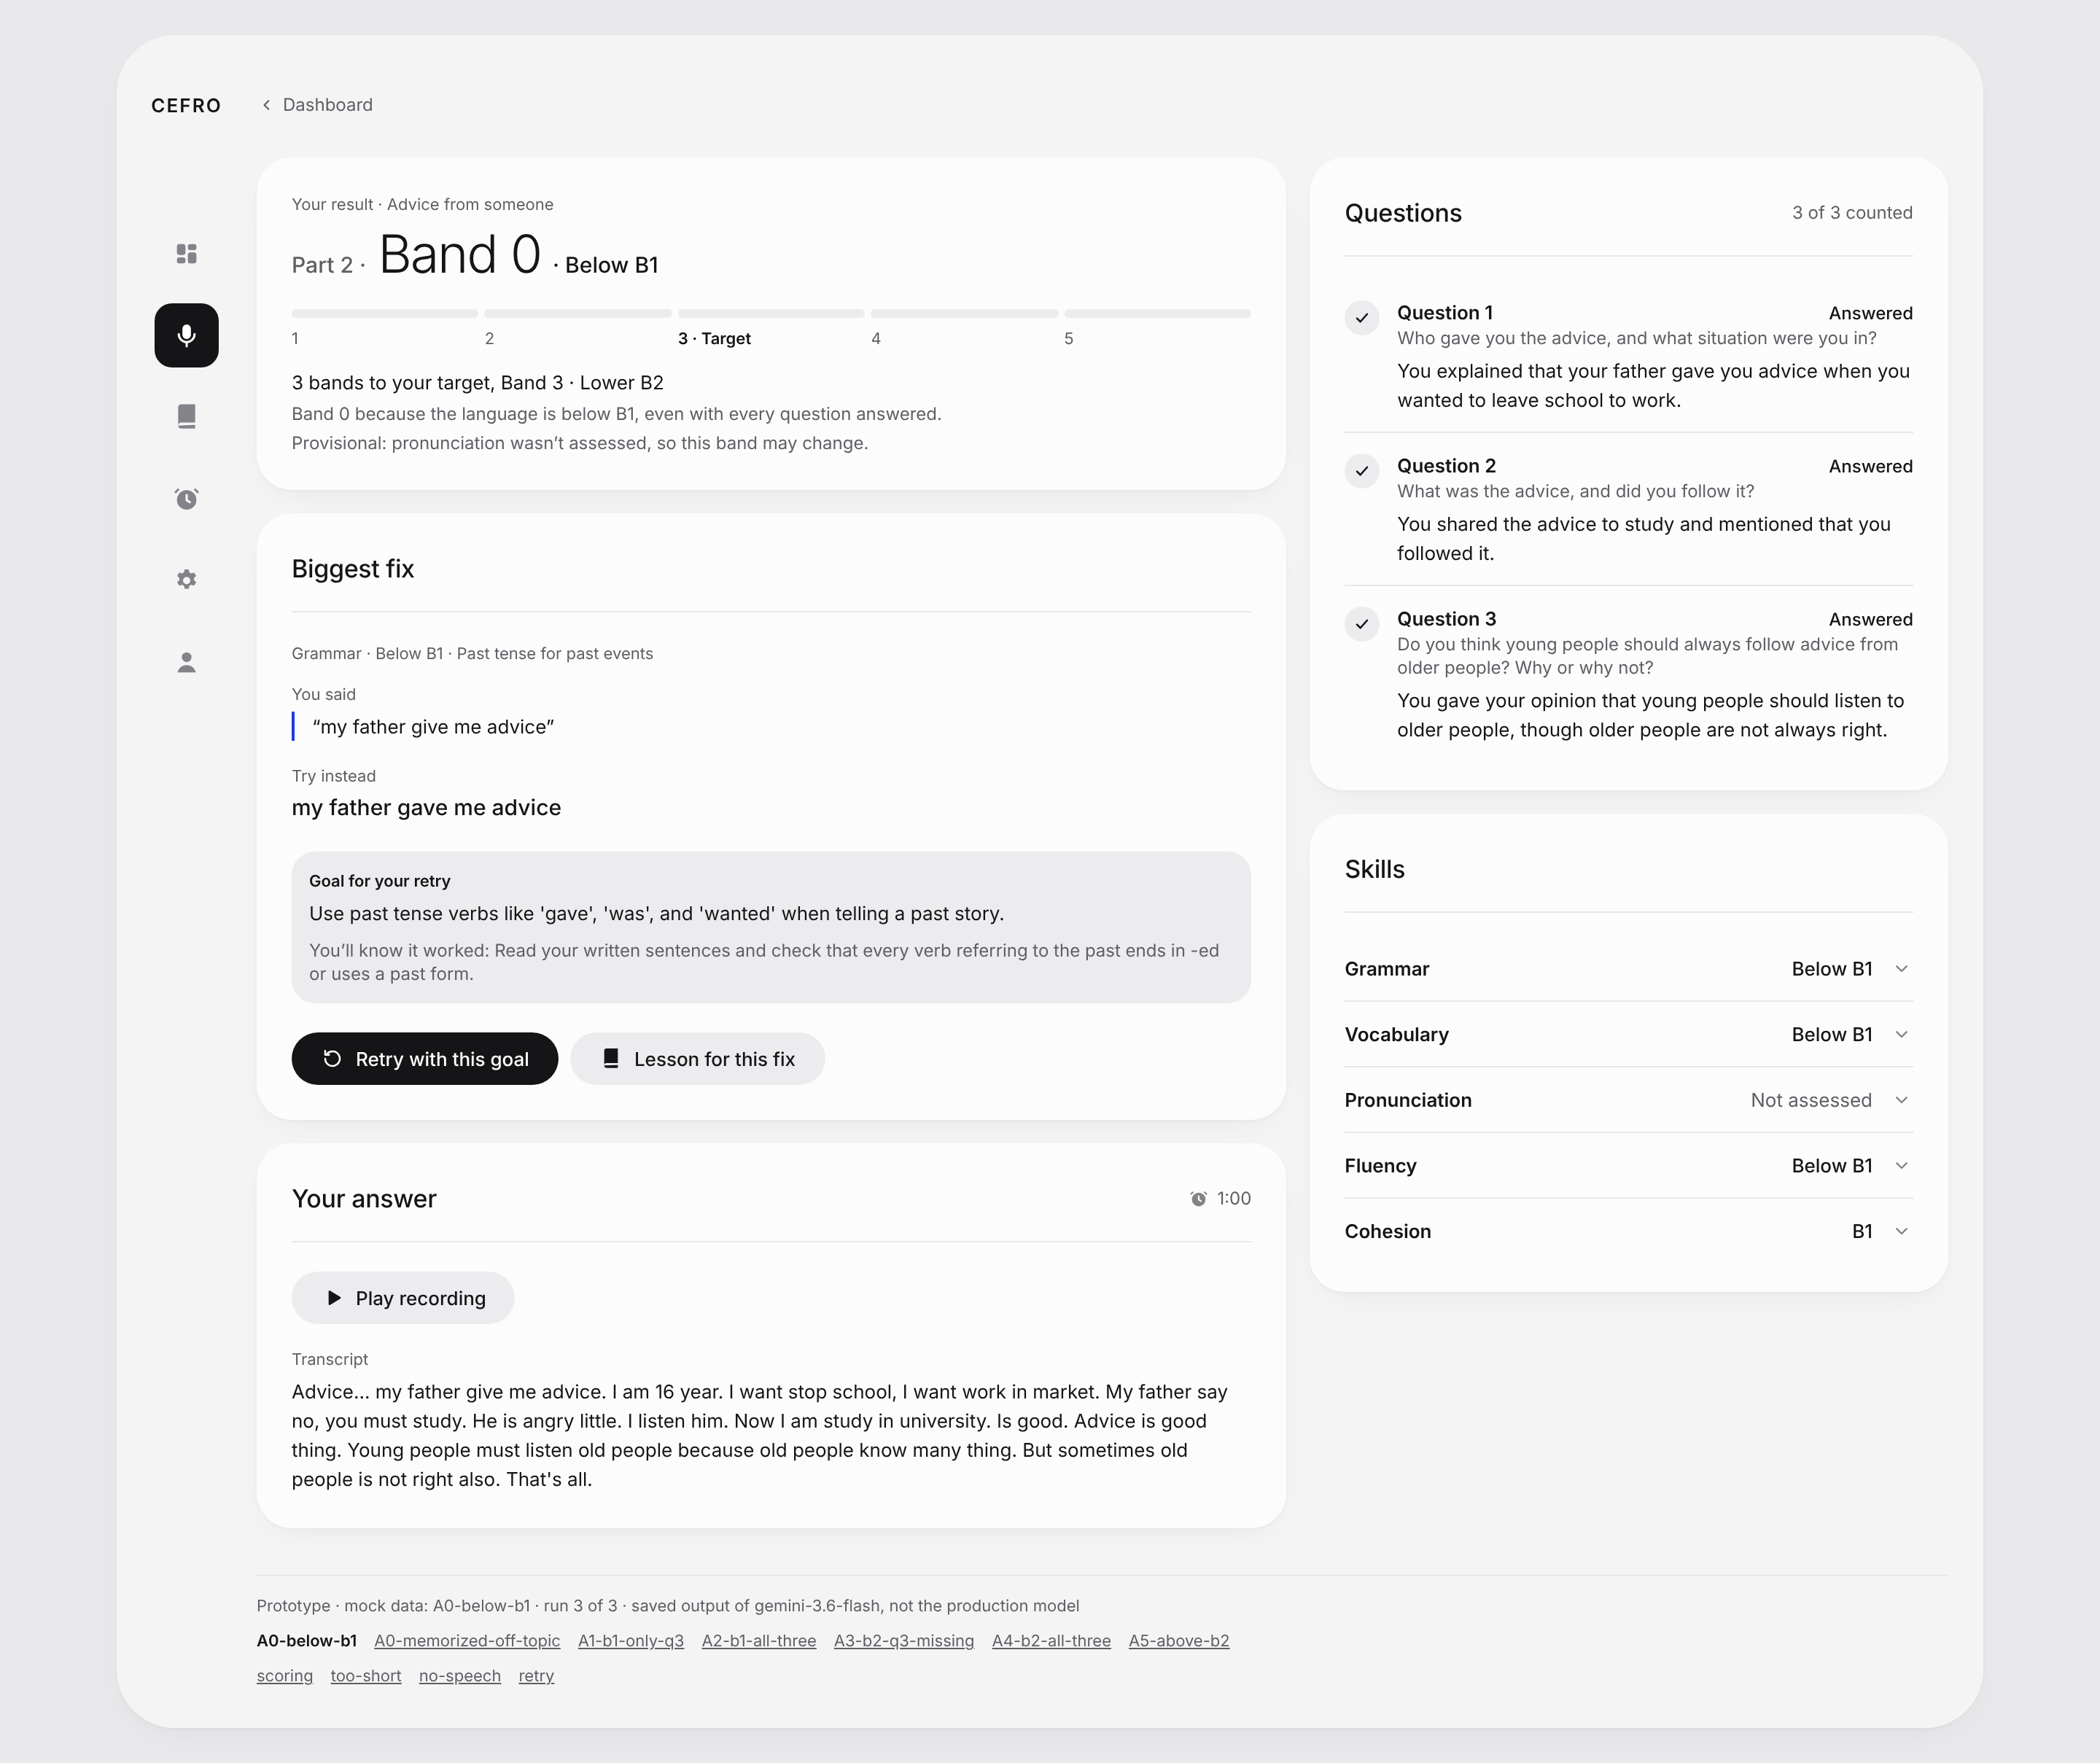 CEFRO
Dashboard
Your result · Advice from someone
Part 2 · Band 0 · Below B1
1
2
3 · Target
4
5
3 bands to your target, Band 3 · Lower B2
Band 0 because the language is below B1, even with every question answered.
Provisional: pronunciation wasn’t assessed, so this band may change.
Biggest fix
Grammar · Below B1 · Past tense for past events
You said
“my father give me advice”
Try instead
my father gave me advice
Goal for your retry
Use past tense verbs like 'gave', 'was', and 'wanted' when telling a past story.
You’ll know it worked: Read your written sentences and check that every verb referring to the past ends in -ed
or uses a past form.
Retry with this goal
Lesson for this fix
Your answer
1:00
Play recording
Transcript
Advice... my father give me advice. I am 16 year. I want stop school, I want work in market. My father say
no, you must study. He is angry little. I listen him. Now I am study in university. Is good. Advice is good
thing. Young people must listen old people because old people know many thing. But sometimes old
people is not right also. That's all.
Questions
3 of 3 counted
Question 1
Answered
Who gave you the advice, and what situation were you in?
You explained that your father gave you advice when you
wanted to leave school to work.
Question 2
Answered
What was the advice, and did you follow it?
You shared the advice to study and mentioned that you
followed it.
Question 3
Answered
Do you think young people should always follow advice from
older people? Why or why not?
You gave your opinion that young people should listen to
older people, though older people are not always right.
Skills
Grammar
Below B1
Vocabulary
Below B1
Pronunciation
Not assessed
Fluency
Below B1
Cohesion
B1
Prototype · mock data: A0-below-b1 · run 3 of 3 · saved output of gemini-3.6-flash, not the production model
A0-below-b1 A0-memorized-off-topic A1-b1-only-q3 A2-b1-all-three A3-b2-q3-missing A4-b2-all-three A5-above-b2
scoring too-short no-speech retry